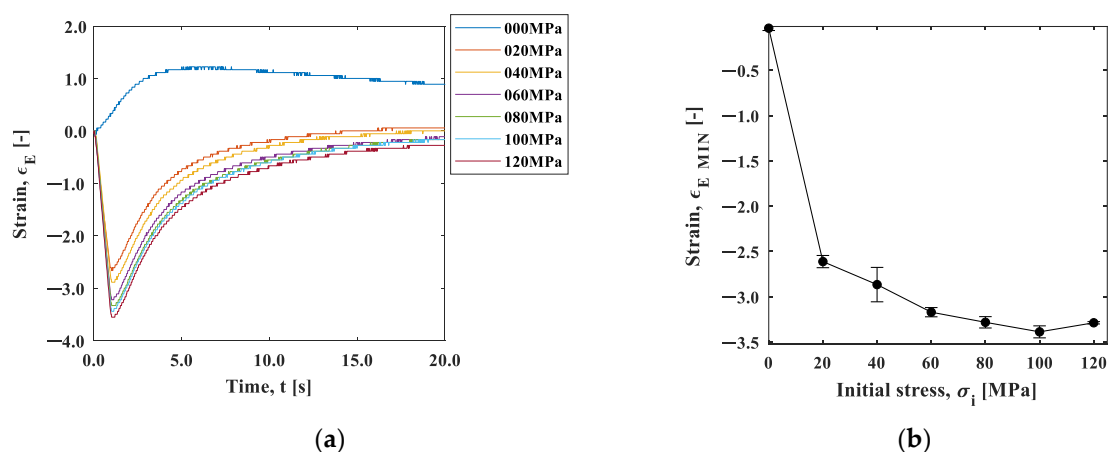 2.0
1.0
0.0
−1.0
−2.0
−3.0
−4.0
0.0
5.0
10.0
15.0
20.0
Strain, ϵ_E [-]
Time, t [s]
000MPa
020MPa
040MPa
060MPa
080MPa
100MPa
120MPa
(a)
−0.5
−1.0
−1.5
−2.0
−2.5
−3.0
−3.5
0
20
40
60
80
100
120
Strain, ϵ_E MIN [-]
Initial stress, σ_i [MPa]
(b)